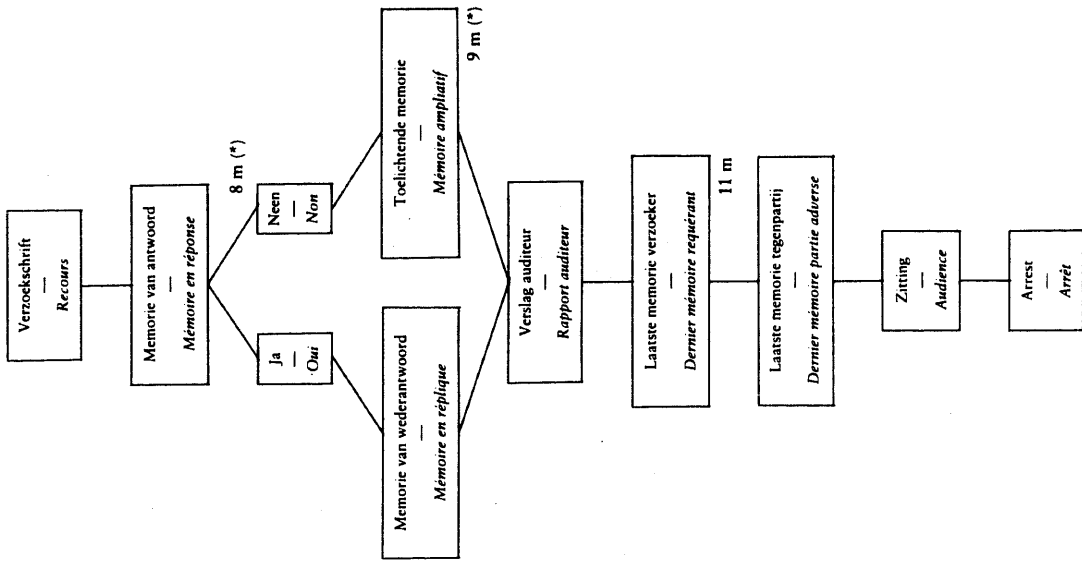 Verzoekschrift
—
Recours
Memorie van antwoord
—
Mémoire en réponse
8 m (*)
Ja
—
Oui
Neen
—
Non
Memorie van wederantwoord
—
Mémoire en réplique
Toelichtende memorie
—
Mémoire ampliatif
9 m (*)
Verslag auditeur
—
Rapport auditeur
Laatste memorie verzoeker
—
Dernier mémoire requérant
11 m
Laatste memorie tegenpartij
—
Dernier mémoire partie adverse
Zitting
—
Audience
Arrest
—
Arrêt